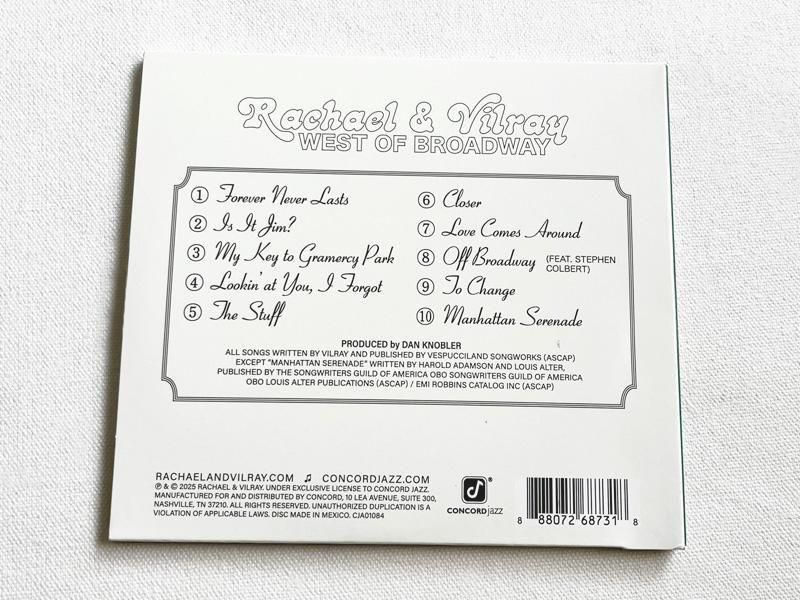 Rachael & Vilray
WEST OF BROADWAY
1 Forever Never Lasts
2 Is It Jim?
3 My Key to Gramercy Park
4 Lookin' at You, I Forgot
5 The Stuff
6 Closer
7 Love Comes Around
8 Off Broadway (FEAT. STEPHEN
COLBERT)
9 To Change
10 Manhattan Serenade
PRODUCED by DAN KNOBLER
ALL SONGS WRITTEN BY VILRAY AND PUBLISHED BY VESPUCCILAND SONGWORKS (ASCAP)
EXCEPT "MANHATTAN SERENADE" WRITTEN BY HAROLD ADAMSON AND LOUIS ALTER,
PUBLISHED BY THE SONGWRITERS GUILD OF AMERICA OBO SONGWRITERS GUILD OF AMERICA
OBO LOUIS ALTER PUBLICATIONS (ASCAP) / EMI ROBBINS CATALOG INC (ASCAP)
RACHAELANDVILRAY.COM ♫ CONCORDJAZZ.COM
℗ & © 2025 RACHAEL & VILRAY. UNDER EXCLUSIVE LICENSE TO CONCORD JAZZ.
MANUFACTURED FOR AND DISTRIBUTED BY CONCORD, 10 LEA AVENUE, SUITE 300,
NASHVILLE, TN 37210. ALL RIGHTS RESERVED. UNAUTHORIZED DUPLICATION IS A
VIOLATION OF APPLICABLE LAWS. DISC MADE IN MEXICO. CJA01084
®
CONCORD jazz
8 88072 68731 8